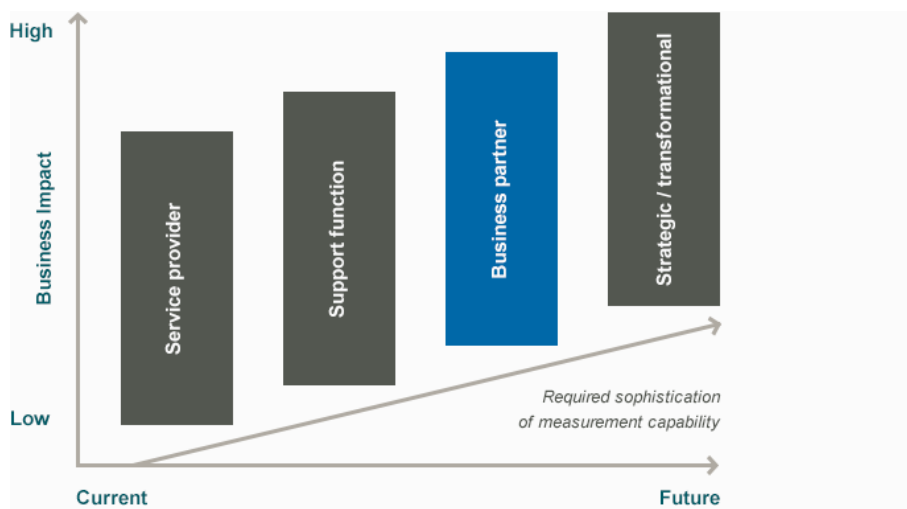 High
Business Impact
Low
Service provider
Support function
Business partner
Strategic / transformational
Required sophistication
of measurement capability
Current
Future